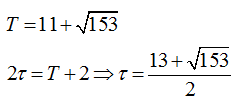 T = 11 + √153
2τ = T + 2 ⇒ τ = (13 + √153)/2